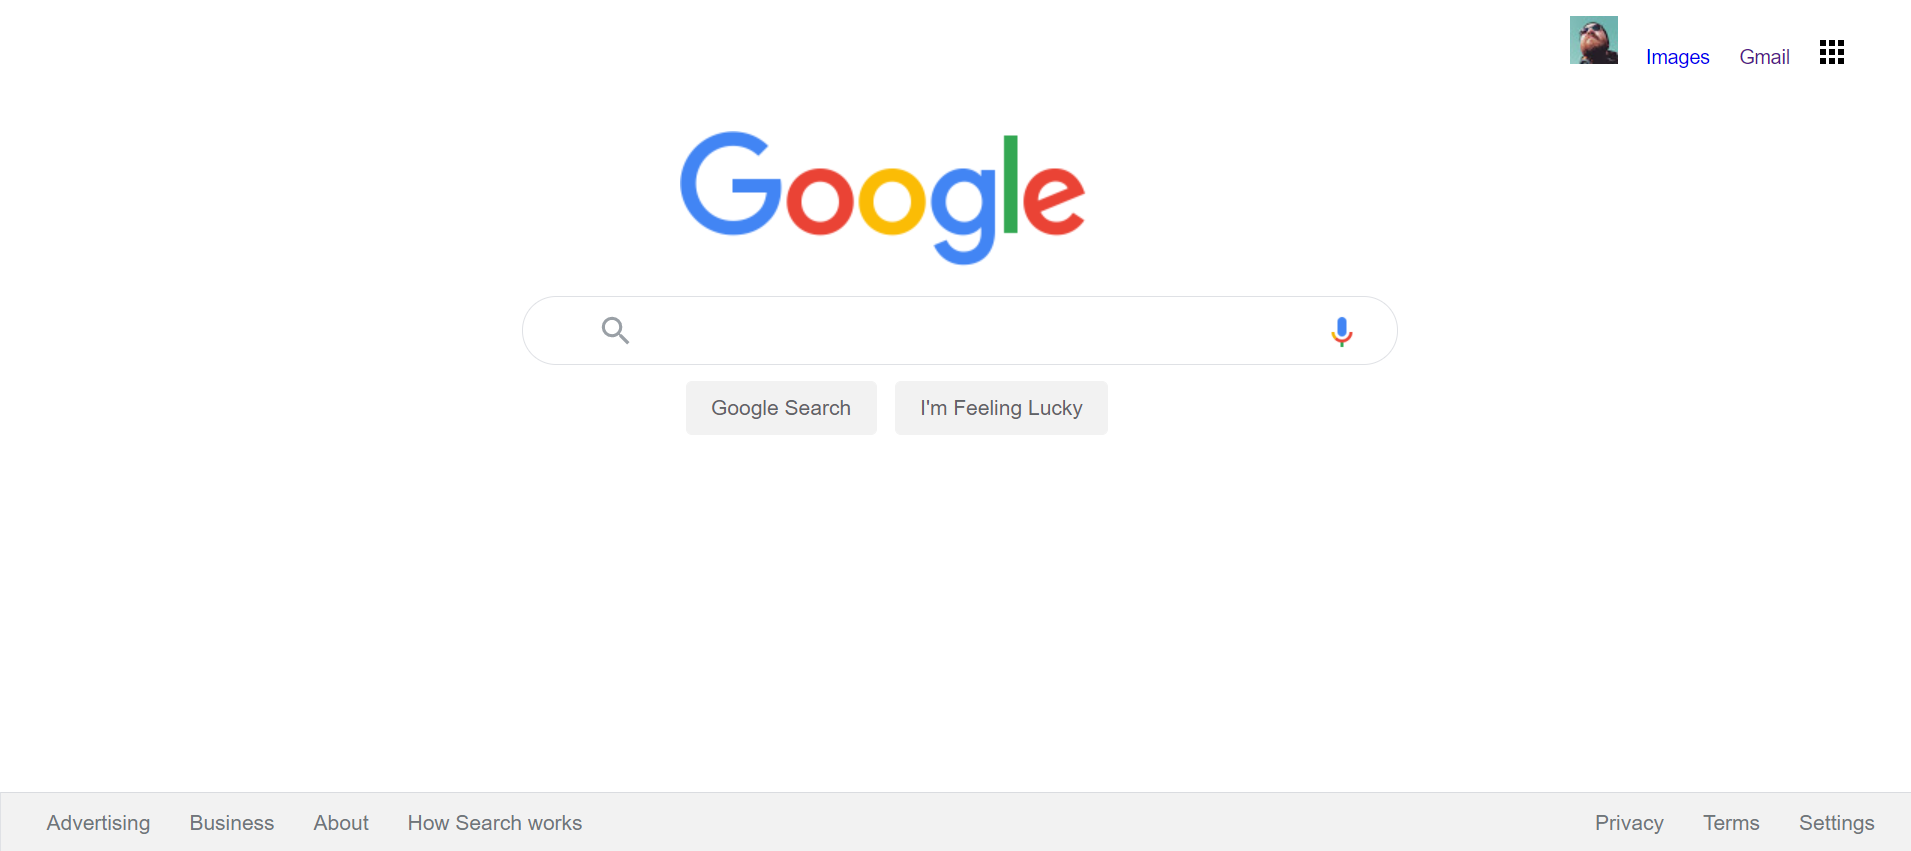 Images Gmail
Google
Google Search I'm Feeling Lucky
Advertising Business About How Search works Privacy Terms Settings